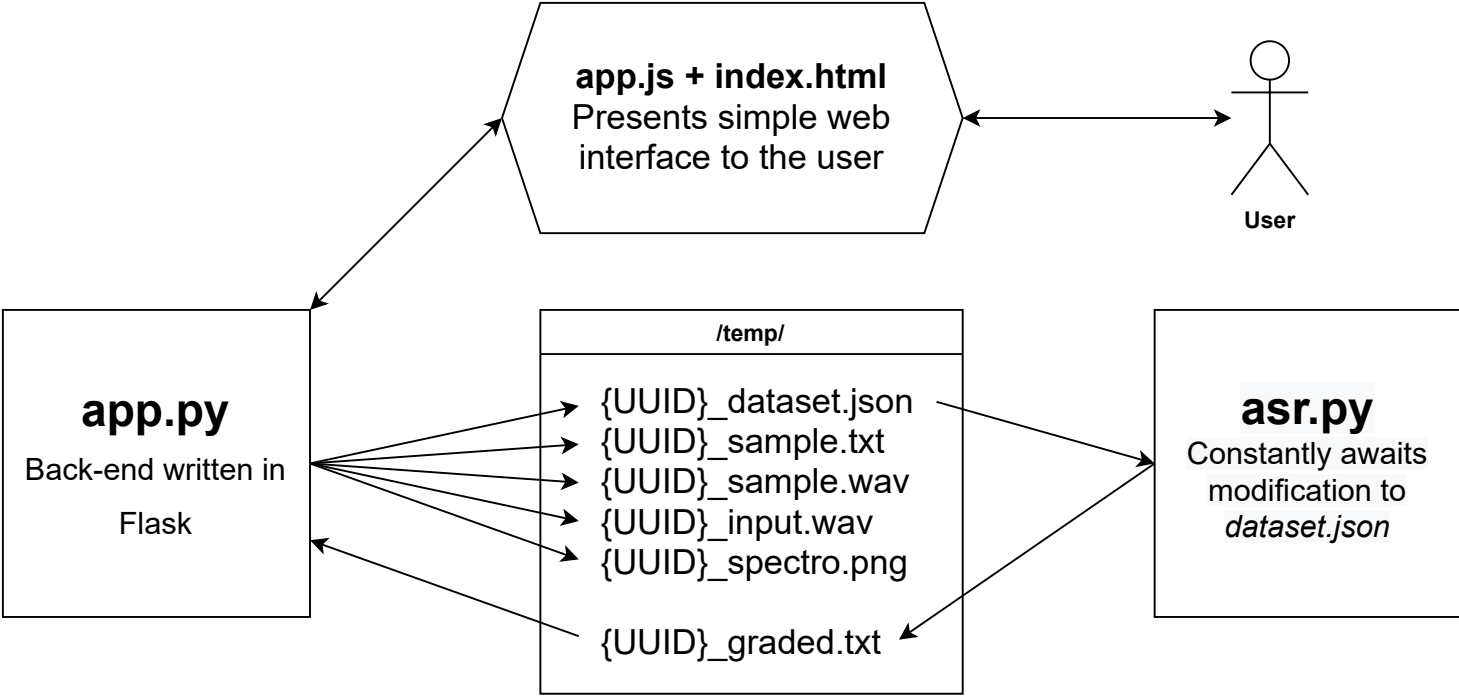 app.js + index.html
Presents simple web
interface to the user
User
app.py
Back-end written in
Flask
/temp/
{UUID}_dataset.json
{UUID}_sample.txt
{UUID}_sample.wav
{UUID}_input.wav
{UUID}_spectro.png
{UUID}_graded.txt
asr.py
Constantly awaits
modification to
dataset.json